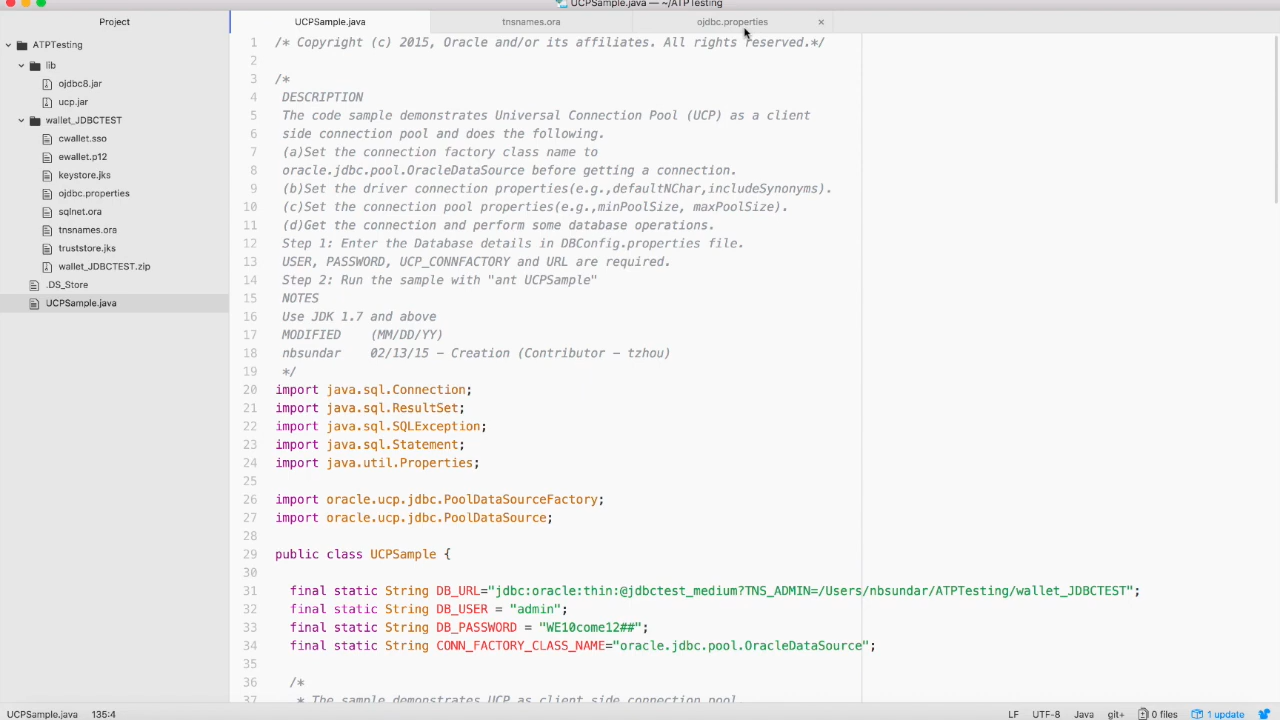 UCPSample.java — ~/ATPTesting
Project
UCPSample.java
tnsnames.ora
ojdbc.properties
ATPTesting
lib
ojdbc8.jar
ucp.jar
wallet_JDBCTEST
cwallet.sso
ewallet.p12
keystore.jks
ojdbc.properties
sqlnet.ora
tnsnames.ora
truststore.jks
wallet_JDBCTEST.zip
.DS_Store
UCPSample.java
1 /* Copyright (c) 2015, Oracle and/or its affiliates. All rights reserved.*/
2
3 /*
4 DESCRIPTION
5 The code sample demonstrates Universal Connection Pool (UCP) as a client
6 side connection pool and does the following.
7 (a)Set the connection factory class name to
8 oracle.jdbc.pool.OracleDataSource before getting a connection.
9 (b)Set the driver connection properties(e.g.,defaultNChar,includeSynonyms).
10 (c)Set the connection pool properties(e.g.,minPoolSize, maxPoolSize).
11 (d)Get the connection and perform some database operations.
12 Step 1: Enter the Database details in DBConfig.properties file.
13 USER, PASSWORD, UCP_CONNFACTORY and URL are required.
14 Step 2: Run the sample with "ant UCPSample"
15 NOTES
16 Use JDK 1.7 and above
17 MODIFIED (MM/DD/YY)
18 nbsundar 02/13/15 - Creation (Contributor - tzhou)
19 */
20 import java.sql.Connection;
21 import java.sql.ResultSet;
22 import java.sql.SQLException;
23 import java.sql.Statement;
24 import java.util.Properties;
25
26 import oracle.ucp.jdbc.PoolDataSourceFactory;
27 import oracle.ucp.jdbc.PoolDataSource;
28
29 public class UCPSample {
30
31 final static String DB_URL="jdbc:oracle:thin:@jdbctest_medium?TNS_ADMIN=/Users/nbsundar/ATPTesting/wallet_JDBCTEST";
32 final static String DB_USER = "admin";
33 final static String DB_PASSWORD = "WE10come12##";
34 final static String CONN_FACTORY_CLASS_NAME="oracle.jdbc.pool.OracleDataSource";
35
36 /*
37 * The sample demonstrates UCP as client side connection pool.
UCPSample.java 135:4 LF UTF-8 Java git+ 0 files 1 update